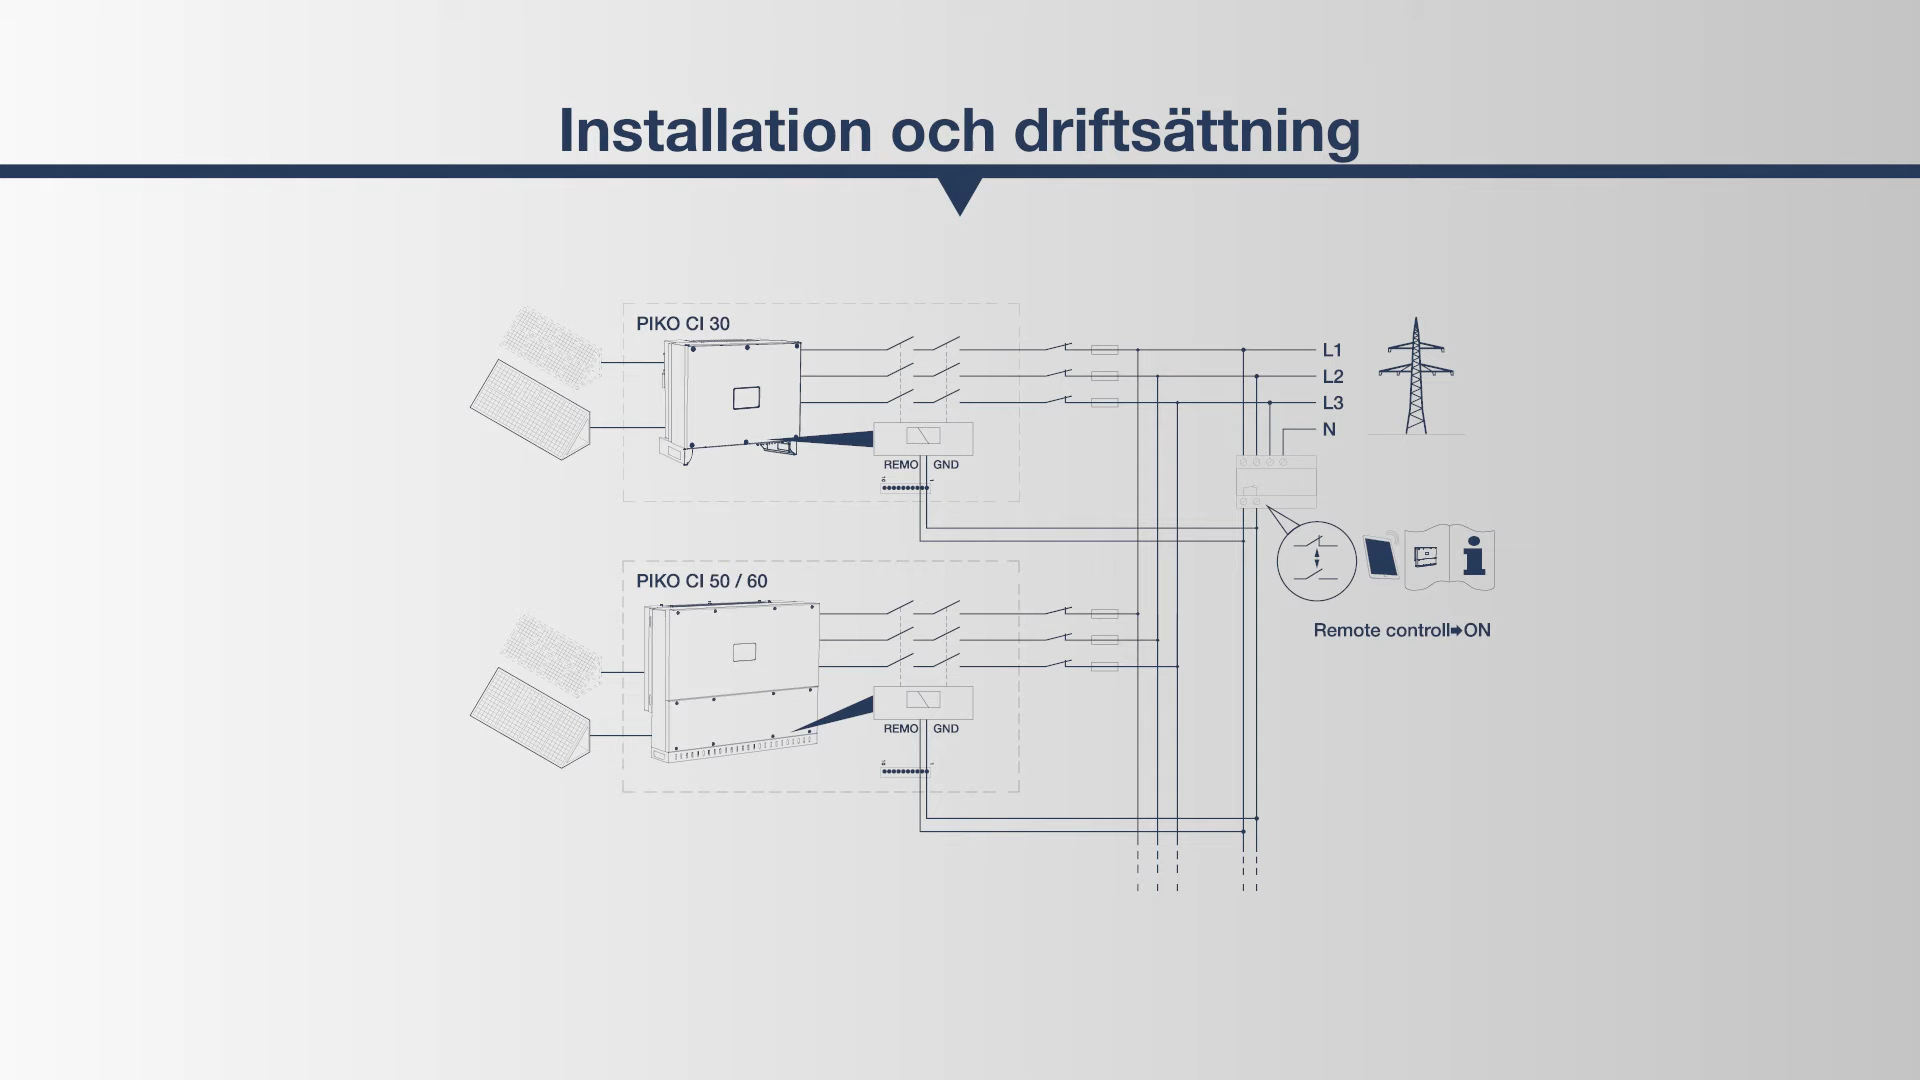 Installation och driftsättning
PIKO CI 30
L1
L2
L3
N
REMO GND
PIKO CI 50 / 60
Remote controll➡ON
REMO GND